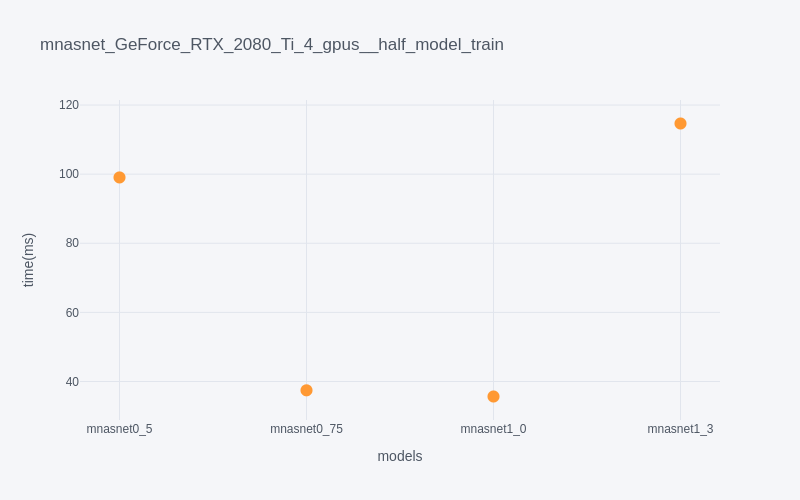 mnasnet_GeForce_RTX_2080_Ti_4_gpus__half_model_train
120
100
80
60
40
time(ms)
mnasnet0_5
mnasnet0_75
mnasnet1_0
mnasnet1_3
models